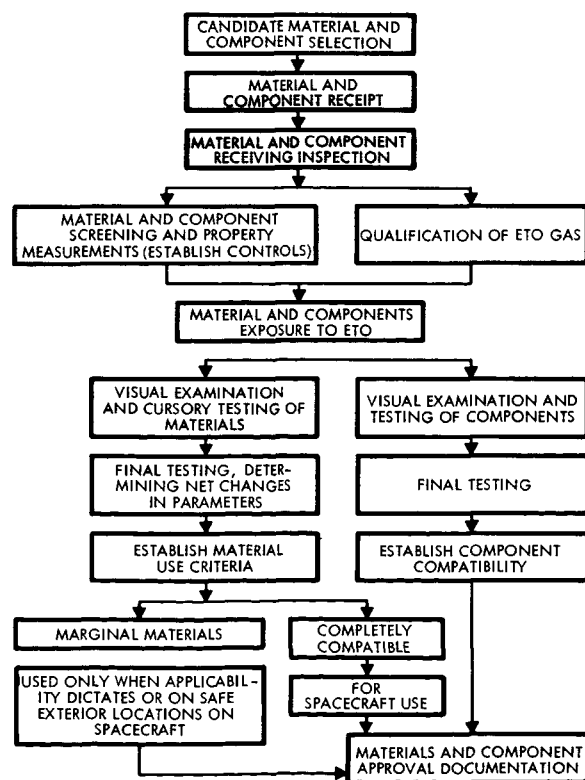 CANDIDATE MATERIAL AND
COMPONENT SELECTION
MATERIAL AND
COMPONENT RECEIPT
MATERIAL AND COMPONENT
RECEIVING INSPECTION
MATERIAL AND COMPONENT
SCREENING AND PROPERTY
MEASUREMENTS (ESTABLISH CONTROLS)
QUALIFICATION OF ETO GAS
MATERIAL AND COMPONENTS
EXPOSURE TO ETO
VISUAL EXAMINATION
AND CURSORY TESTING OF
MATERIALS
VISUAL EXAMINATION AND
TESTING OF COMPONENTS
FINAL TESTING, DETER-
MINING NET CHANGES
IN PARAMETERS
FINAL TESTING
ESTABLISH MATERIAL
USE CRITERIA
ESTABLISH COMPONENT
COMPATIBILITY
MARGINAL MATERIALS
COMPLETELY
COMPATIBLE
USED ONLY WHEN APPLICABIL-
ITY DICTATES OR ON SAFE
EXTERIOR LOCATIONS ON
SPACECRAFT
FOR
SPACECRAFT USE
MATERIALS AND COMPONENT
APPROVAL DOCUMENTATION